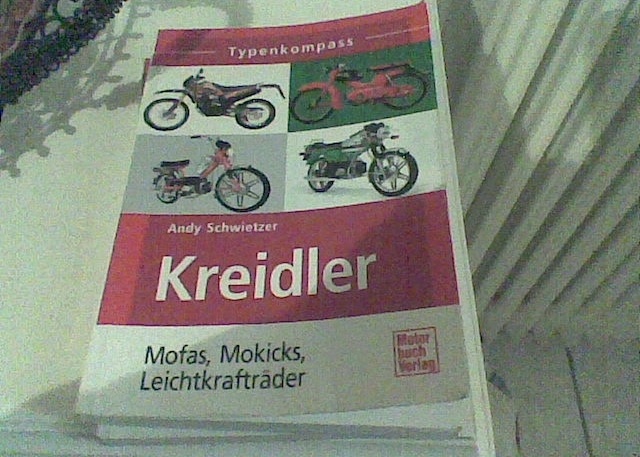 Typenkompass
Andy Schwietzer
Kreidler
Mofas, Mokicks,
Leichtkrafträder
Motor
buch
Verlag